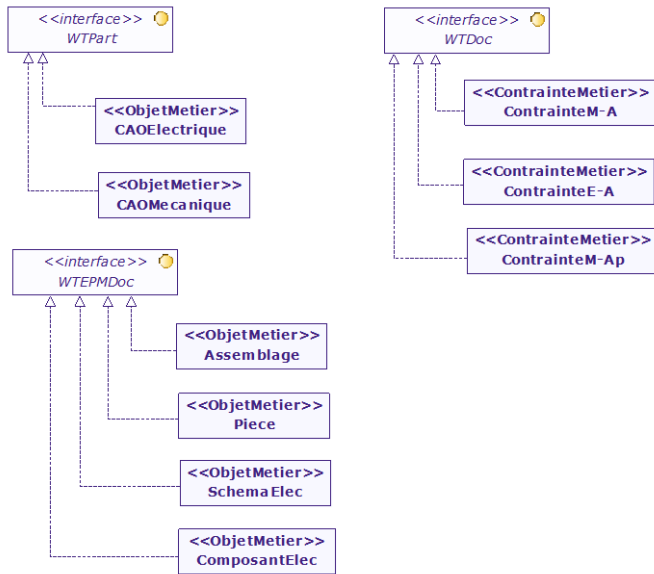 <<interface>>
WTPart
<<ObjetMetier>>
CAOElectrique
<<ObjetMetier>>
CAOMecanique
<<interface>>
WTDoc
<<ContrainteMetier>>
ContrainteM-A
<<ContrainteMetier>>
ContrainteE-A
<<ContrainteMetier>>
ContrainteM-Ap
<<interface>>
WTEPMDoc
<<ObjetMetier>>
Assemblage
<<ObjetMetier>>
Piece
<<ObjetMetier>>
SchemaElec
<<ObjetMetier>>
ComposantElec